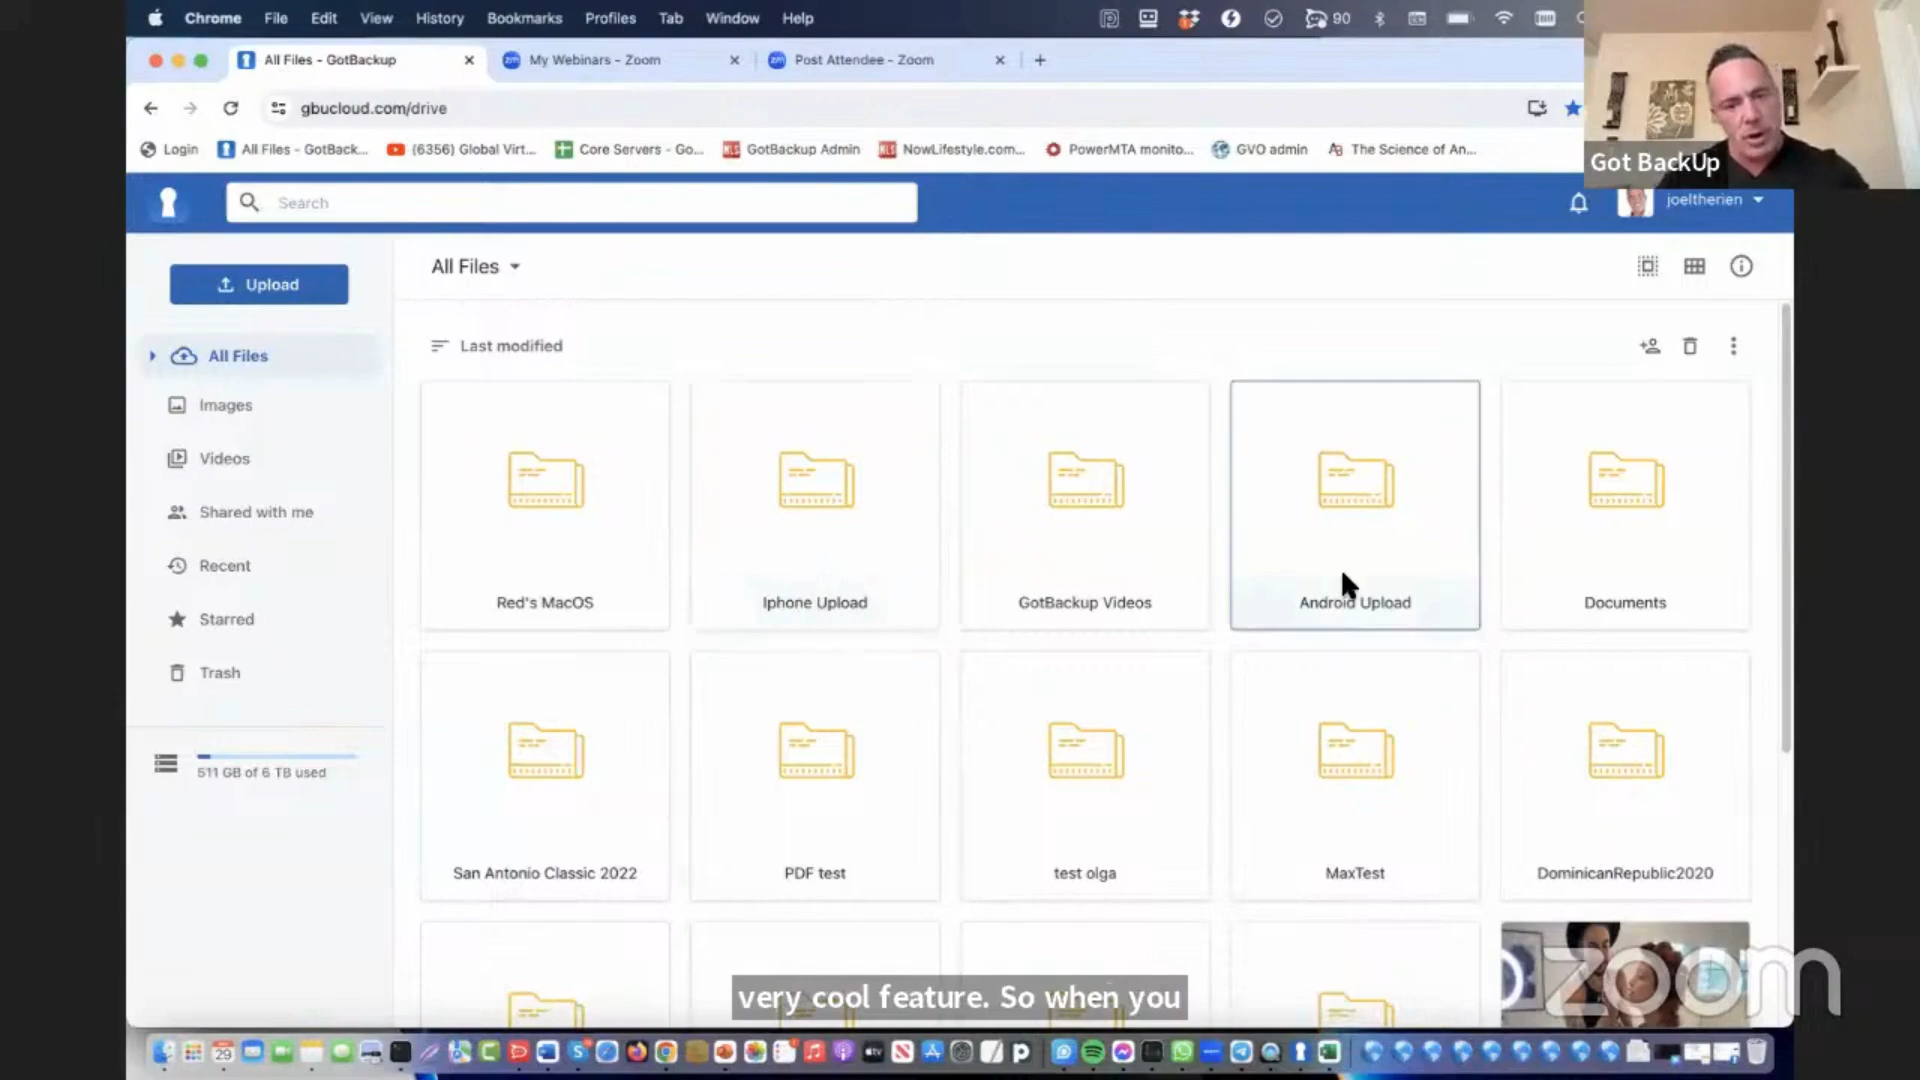 Chrome File Edit View History Bookmarks Profiles Tab Window Help
90
All Files - GotBackup
My Webinars - Zoom
Post Attendee - Zoom
gbucloud.com/drive
Login
All Files - GotBack...
(6356) Global Virt...
Core Servers - Go...
GotBackup Admin
NowLifestyle.com...
PowerMTA monito...
GVO admin
The Science of An...
Got BackUp
Search
joeltherien
Upload
All Files
All Files
Images
Videos
Shared with me
Recent
Starred
Trash
511 GB of 6 TB used
Last modified
Red's MacOS
Iphone Upload
GotBackup Videos
Android Upload
Documents
San Antonio Classic 2022
PDF test
test olga
MaxTest
DominicanRepublic2020
very cool feature. So when you
zoom
29